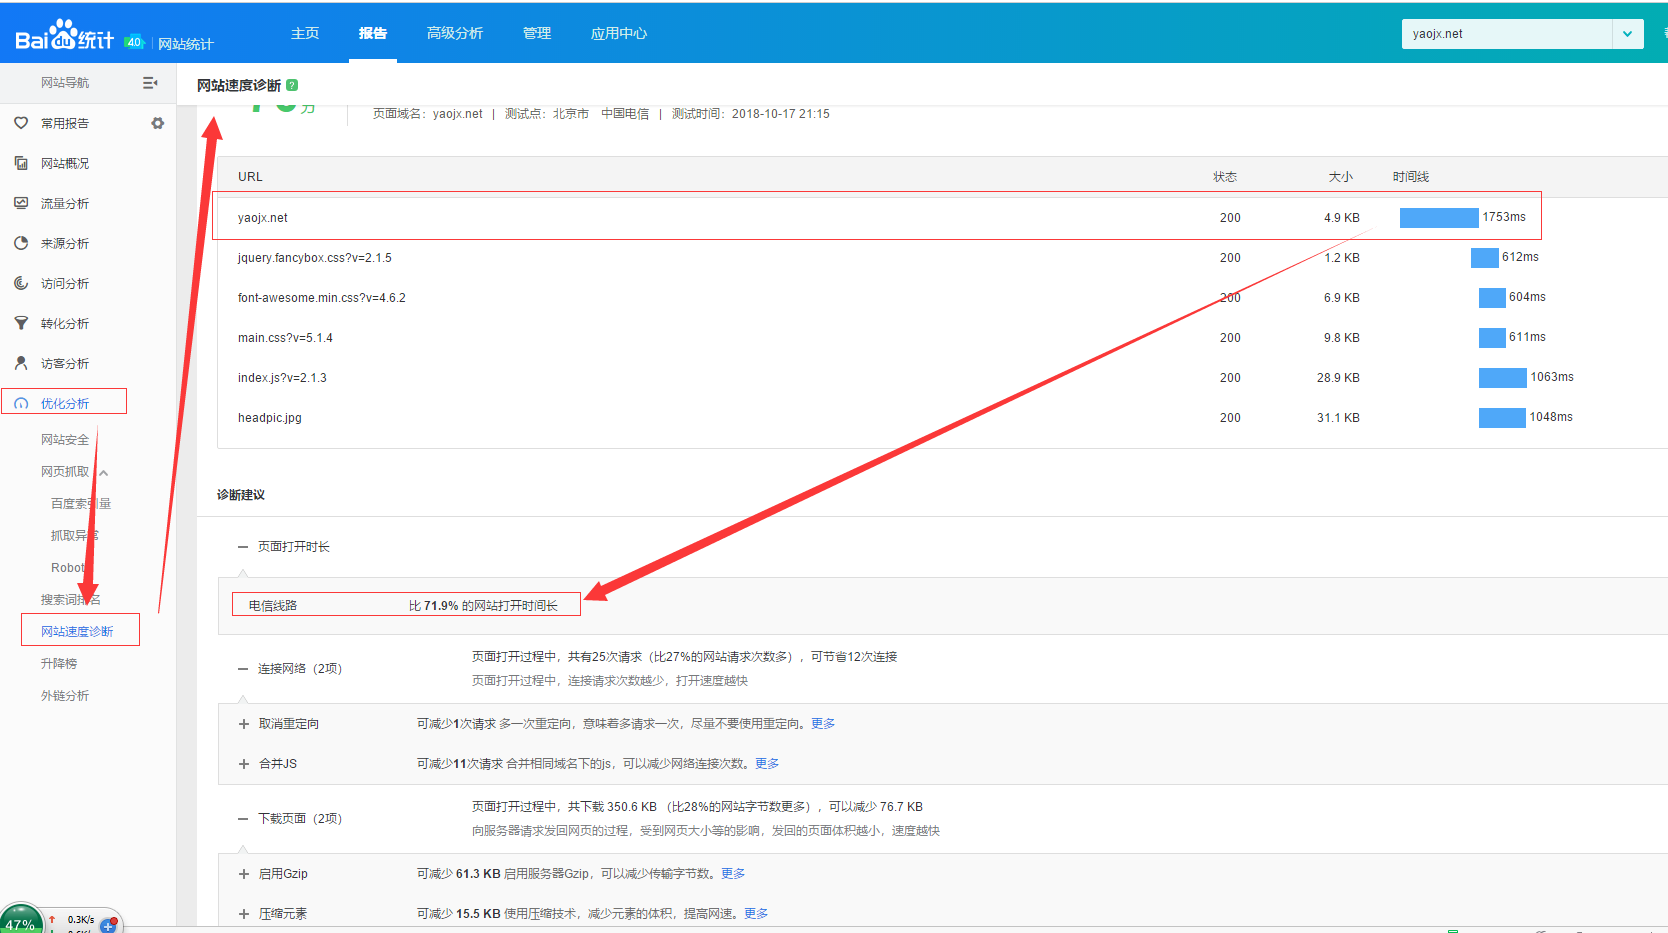 Bai du 统计 4.0 | 网站统计
主页 报告 高级分析 管理 应用中心
yaojx.net
网站导航
网站速度诊断 ?
分
页面域名：yaojx.net | 测试点：北京市 中国电信 | 测试时间：2018-10-17 21:15
常用报告
网站概况
流量分析
来源分析
访问分析
转化分析
访客分析
优化分析
网站安全
网页抓取
百度索引量
抓取异常
Robot
搜索词排名
网站速度诊断
升降榜
外链分析
URL 状态 大小 时间线
yaojx.net 200 4.9 KB 1753ms
jquery.fancybox.css?v=2.1.5 200 1.2 KB 612ms
font-awesome.min.css?v=4.6.2 200 6.9 KB 604ms
main.css?v=5.1.4 200 9.8 KB 611ms
index.js?v=2.1.3 200 28.9 KB 1063ms
headpic.jpg 200 31.1 KB 1048ms
诊断建议
页面打开时长
电信线路 比 71.9% 的网站打开时间长
连接网络（2项）
页面打开过程中，共有25次请求（比27%的网站请求次数多），可节省12次连接
页面打开过程中，连接请求次数越少，打开速度越快
取消重定向 可减少1次请求 多一次重定向，意味着多请求一次，尽量不要使用重定向。更多
合并JS 可减少11次请求 合并相同域名下的js，可以减少网络连接次数。更多
下载页面（2项）
页面打开过程中，共下载 350.6 KB （比28%的网站字节数更多），可以减少 76.7 KB
向服务器请求发回网页的过程，受到网页大小等的影响，发回的页面体积越小，速度越快
启用Gzip 可减少 61.3 KB 启用服务器Gzip，可以减少传输字节数。更多
压缩元素 可减少 15.5 KB 使用压缩技术，减少元素的体积，提高网速。更多
47%
0.3K/s